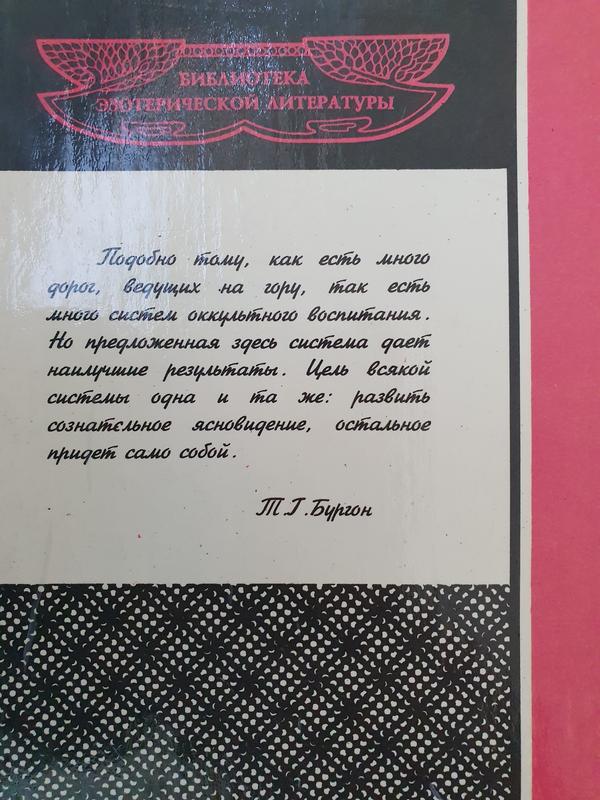 БИБЛИОТЕКА
ЭЗОТЕРИЧЕСКОЙ ЛИТЕРАТУРЫ
Подобно тому, как есть много
дорог, ведущих на гору, так есть
много систем оккультного воспитания.
Но предложенная здесь система дает
наилучшие результаты. Цель всякой
системы одна и та же: развить
сознательное ясновидение, остальное
придет само собой.
Т.Г.Бургон